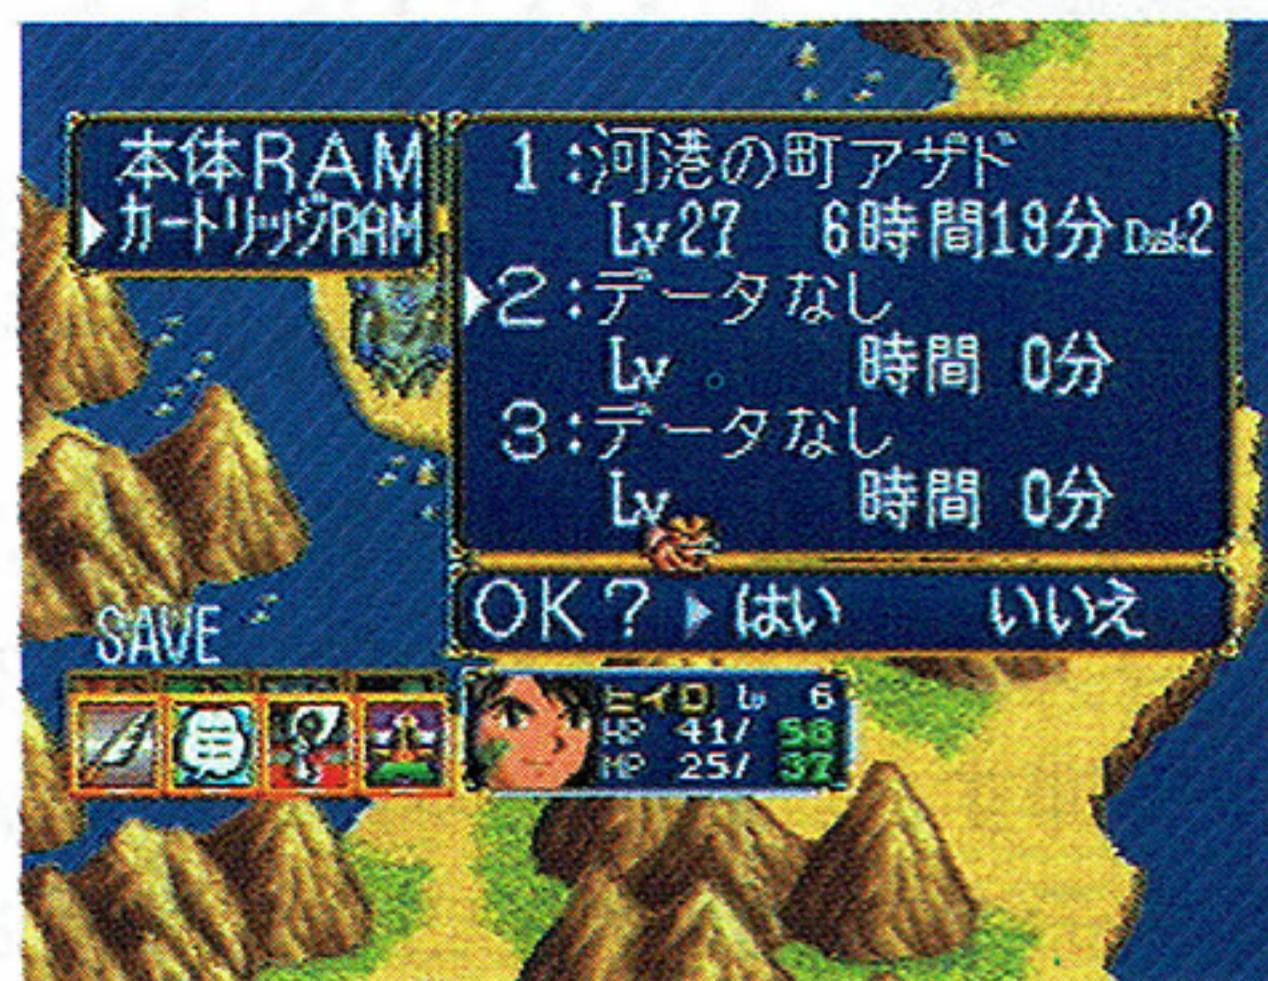 本体RAM
カートリッジRAM
1:河港の町アザド
Lv27 6時間19分 Disk2
2:データなし
Lv 時間 0分
3:データなし
Lv 時間 0分
OK? はい いいえ
SAVE
ヒイロ Lv 6
HP 41/ 58
MP 25/ 37